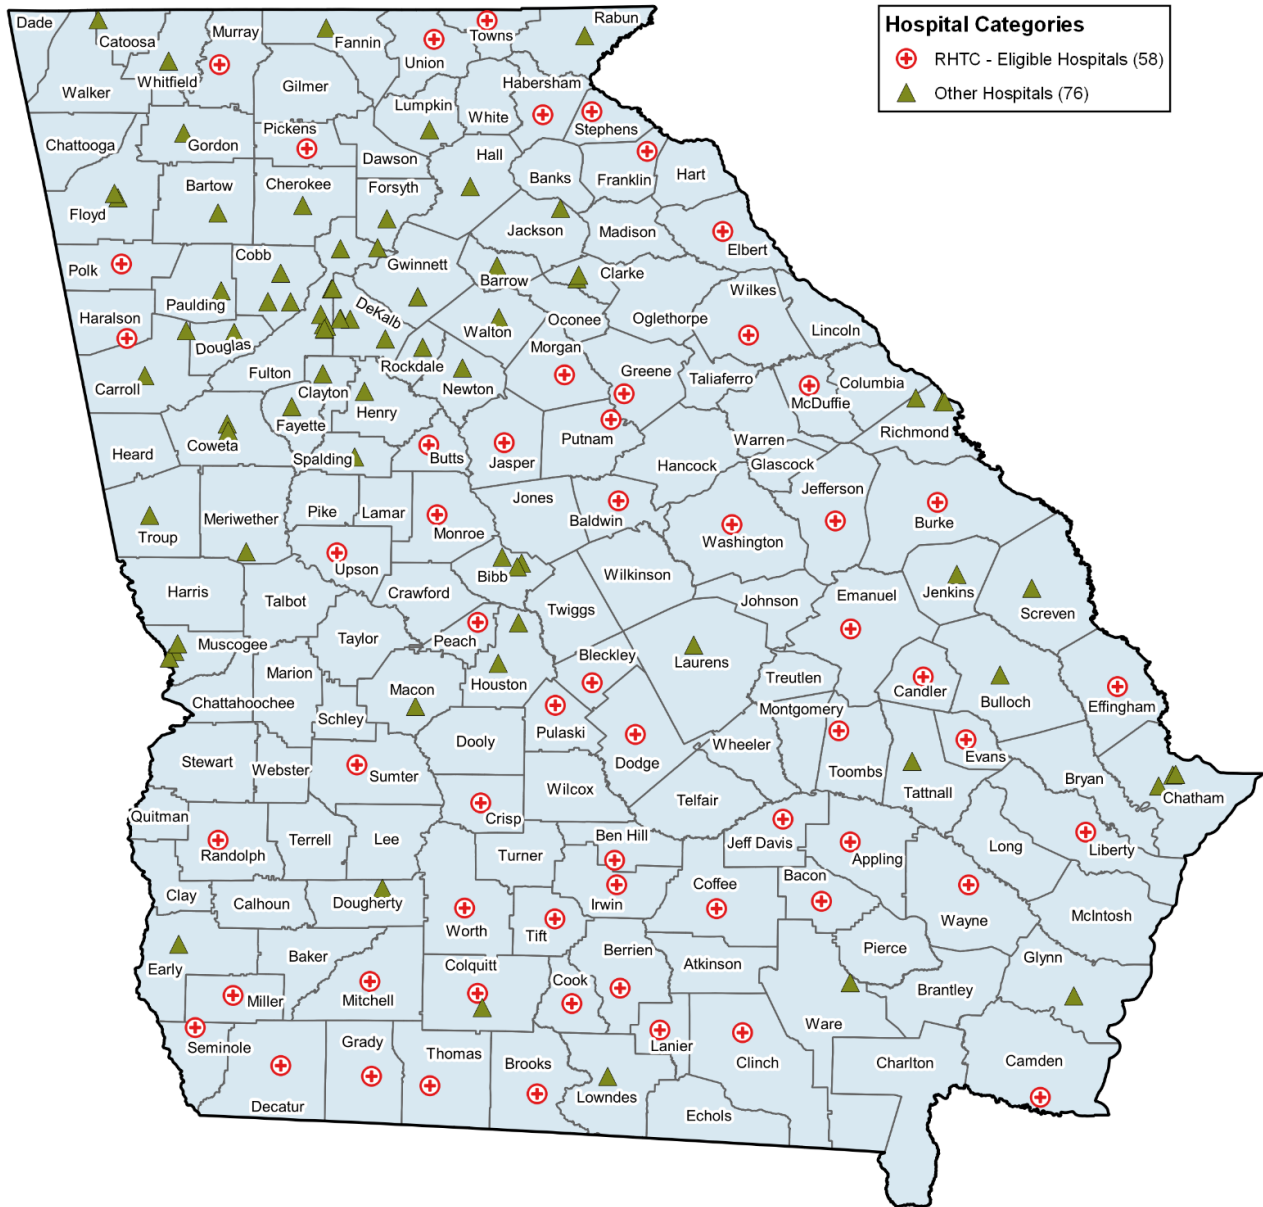 Hospital Categories
RHTC - Eligible Hospitals (58)
Other Hospitals (76)
Dade
Catoosa
Murray
Fannin
Towns
Rabun
Union
Whitfield
Walker
Gilmer
Habersham
Lumpkin
White
Stephens
Chattooga
Gordon
Pickens
Dawson
Hall
Banks
Franklin
Hart
Bartow
Cherokee
Forsyth
Floyd
Jackson
Madison
Elbert
Polk
Cobb
Gwinnett
Barrow
Clarke
Paulding
Wilkes
Haralson
DeKalb
Walton
Oconee
Oglethorpe
Lincoln
Douglas
Morgan
Rockdale
Fulton
Greene
Taliaferro
Columbia
Carroll
Clayton
Newton
McDuffie
Henry
Fayette
Coweta
Putnam
Richmond
Heard
Spalding
Butts
Jasper
Warren
Hancock
Glascock
Jefferson
Pike
Lamar
Jones
Meriwether
Baldwin
Burke
Troup
Monroe
Washington
Upson
Bibb
Wilkinson
Harris
Talbot
Crawford
Twiggs
Johnson
Emanuel
Jenkins
Screven
Taylor
Peach
Muscogee
Bleckley
Laurens
Marion
Houston
Treutlen
Macon
Candler
Bulloch
Chattahoochee
Schley
Pulaski
Montgomery
Effingham
Dooly
Wheeler
Stewart
Webster
Sumter
Dodge
Toombs
Evans
Bryan
Tattnall
Chatham
Wilcox
Telfair
Quitman
Crisp
Randolph
Terrell
Lee
Turner
Ben Hill
Jeff Davis
Appling
Long
Liberty
Clay
Calhoun
Dougherty
Irwin
Coffee
Bacon
Worth
Tift
Wayne
McIntosh
Early
Baker
Berrien
Pierce
Colquitt
Atkinson
Glynn
Miller
Mitchell
Cook
Brantley
Seminole
Grady
Thomas
Brooks
Lanier
Ware
Clinch
Charlton
Camden
Decatur
Lowndes
Echols